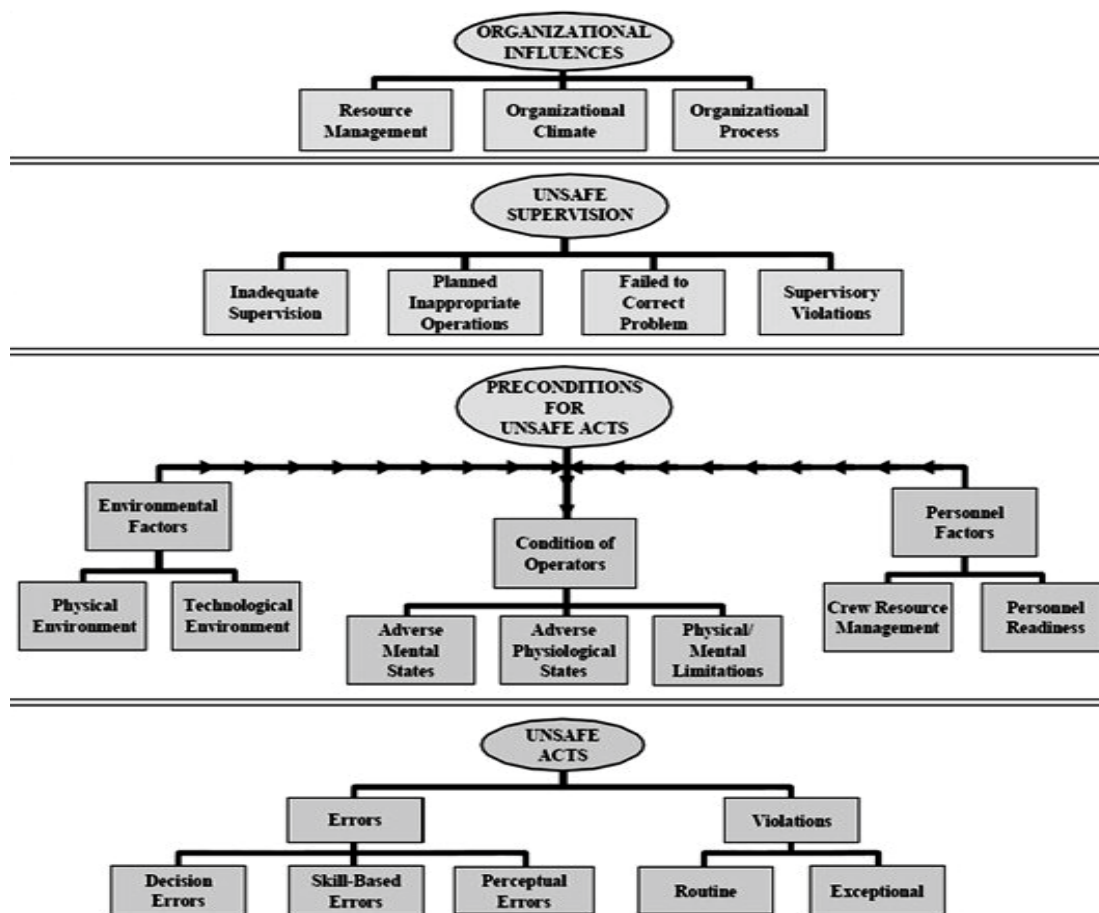 ORGANIZATIONAL
INFLUENCES
Resource
Management
Organizational
Climate
Organizational
Process
UNSAFE
SUPERVISION
Inadequate
Supervision
Planned
Inappropriate
Operations
Failed to
Correct
Problem
Supervisory
Violations
PRECONDITIONS
FOR
UNSAFE ACTS
Environmental
Factors
Condition of
Operators
Personnel
Factors
Physical
Environment
Technological
Environment
Adverse
Mental
States
Adverse
Physiological
States
Physical/
Mental
Limitations
Crew Resource
Management
Personnel
Readiness
UNSAFE
ACTS
Errors
Violations
Decision
Errors
Skill-Based
Errors
Perceptual
Errors
Routine
Exceptional